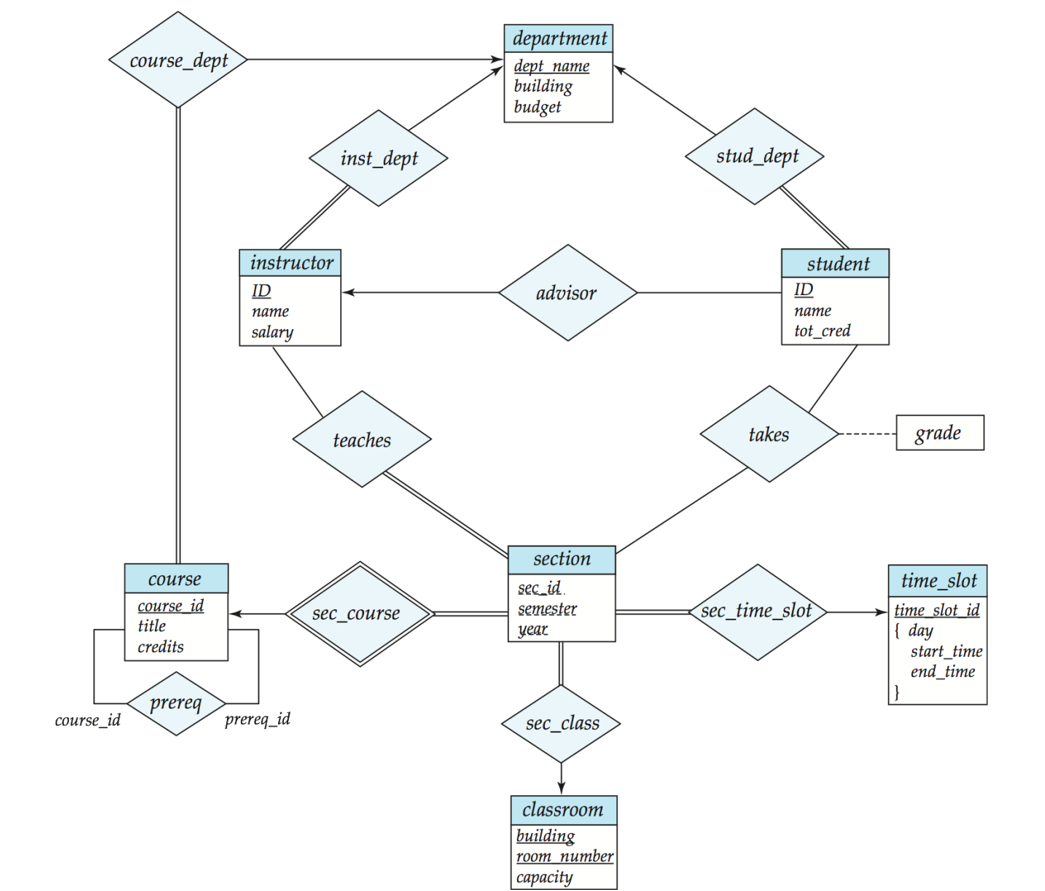 course_dept
department
dept_name
building
budget
inst_dept
stud_dept
instructor
ID
name
salary
advisor
student
ID
name
tot_cred
teaches
takes
grade
course
course_id
title
credits
sec_course
section
sec_id
semester
year
sec_time_slot
time_slot
time_slot_id
{ day
start_time
end_time
}
prereq
course_id
prereq_id
sec_class
classroom
building
room_number
capacity